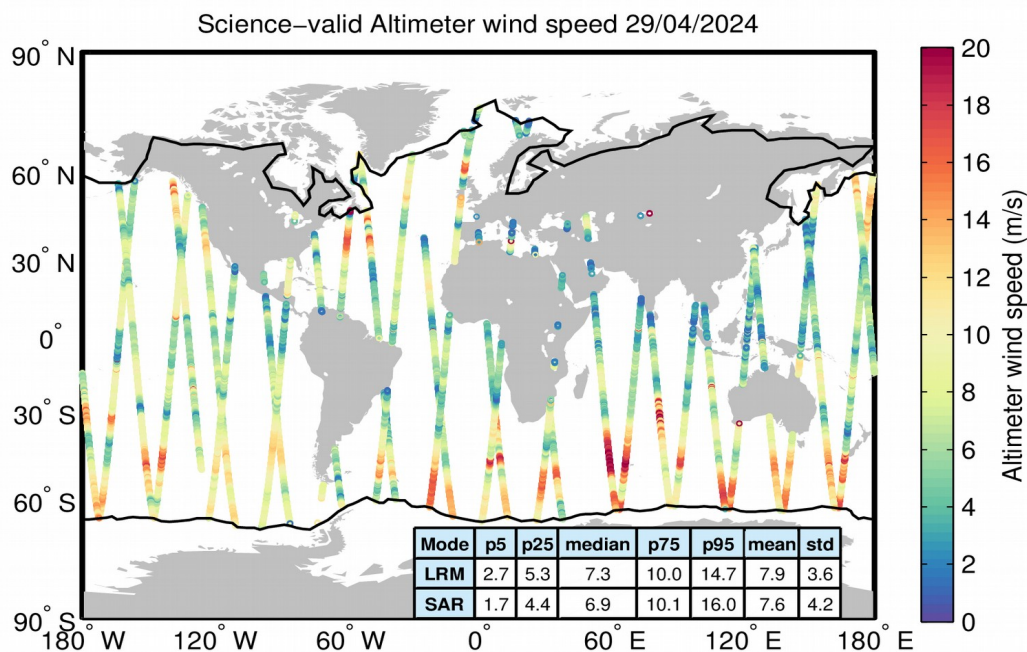 Science−valid Altimeter wind speed 29/04/2024
90° N
60° N
30° N
0°
30° S
60° S
90° S
180° W
120° W
60° W
0°
60° E
120° E
180° E
Mode p5 p25 median p75 p95 mean std
LRM 2.7 5.3 7.3 10.0 14.7 7.9 3.6
SAR 1.7 4.4 6.9 10.1 16.0 7.6 4.2
20
18
16
14
12
10
8
6
4
2
0
Altimeter wind speed (m/s)